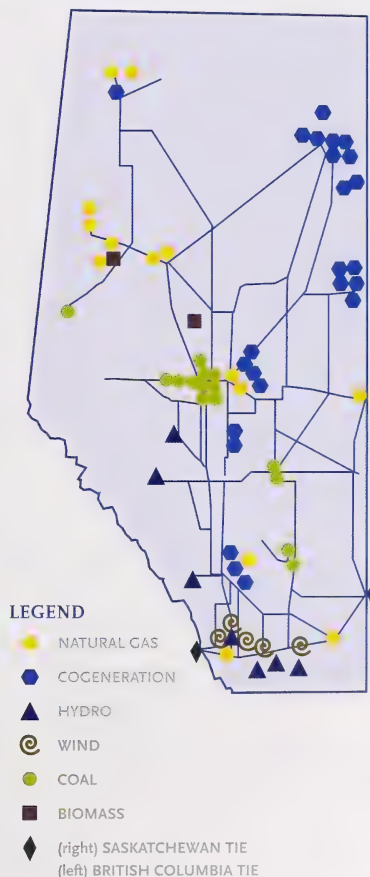 LEGEND
NATURAL GAS
COGENERATION
HYDRO
WIND
COAL
BIOMASS
(right) SASKATCHEWAN TIE
(left) BRITISH COLUMBIA TIE